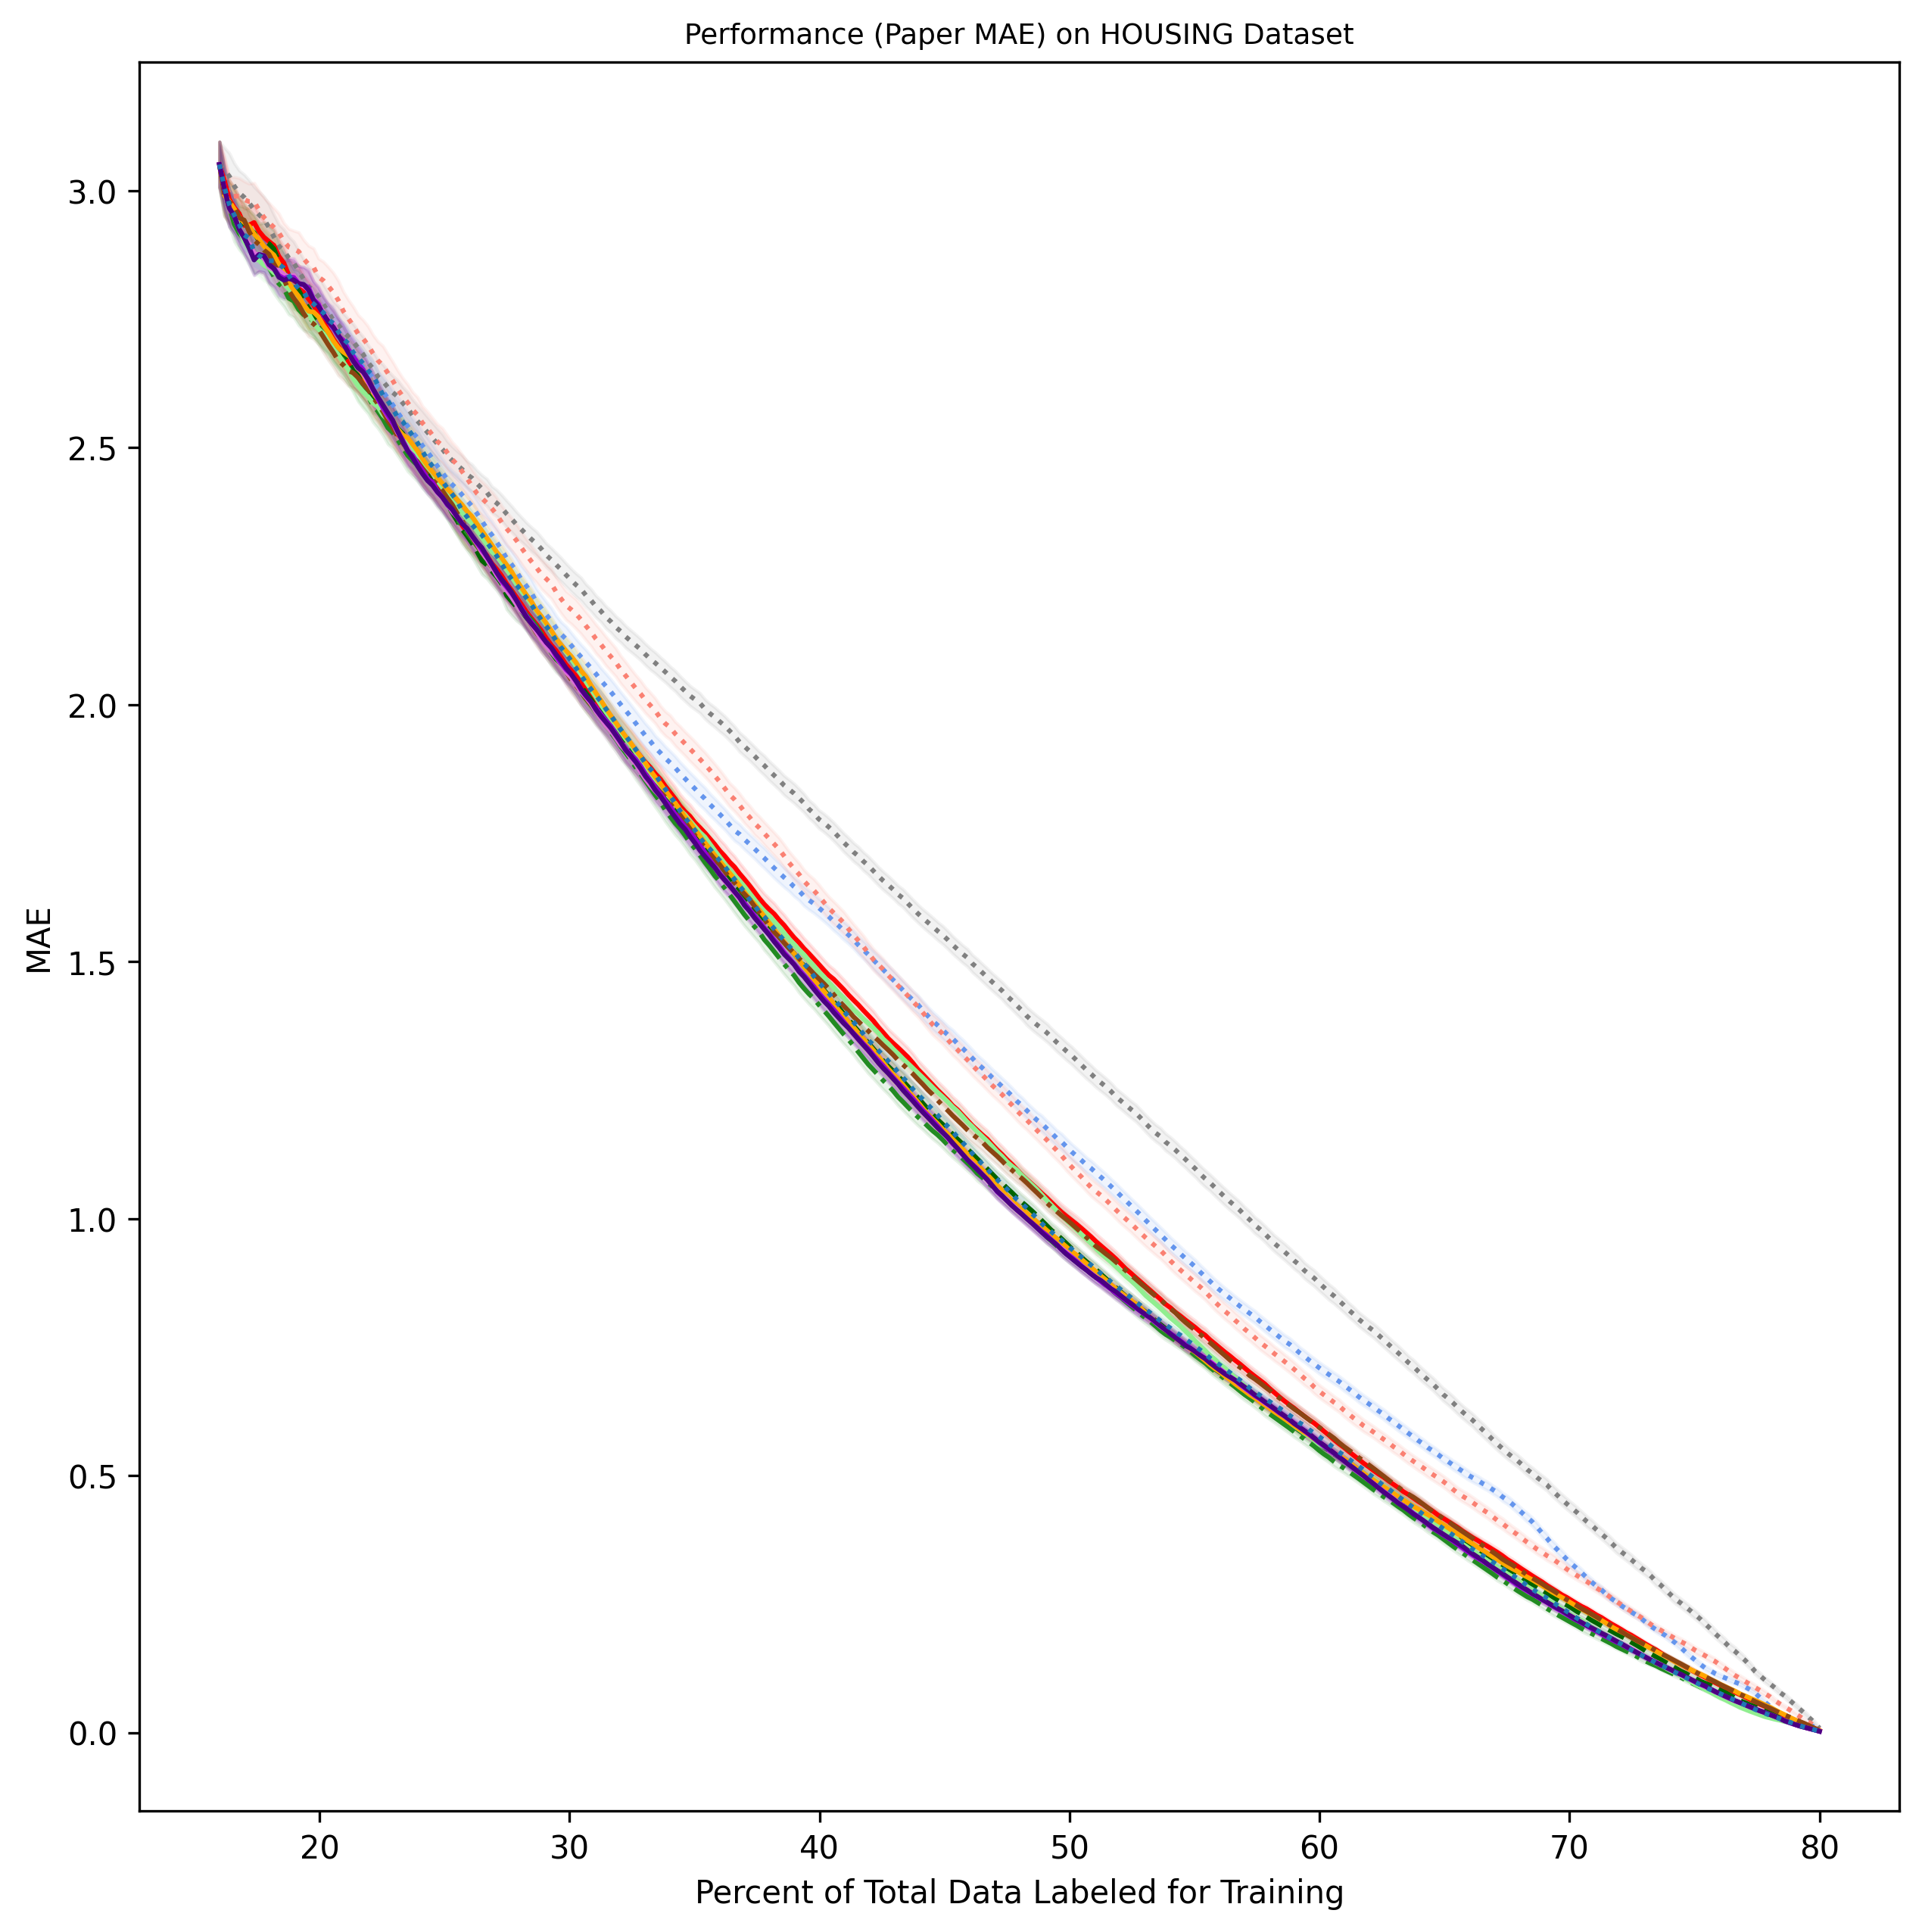 Performance (Paper MAE) on HOUSING Dataset
MAE
3.0
2.5
2.0
1.5
1.0
0.5
0.0
20 30 40 50 60 70 80
Percent of Total Data Labeled for Training